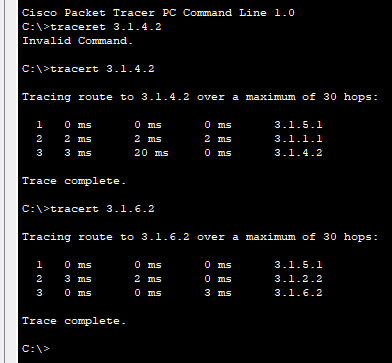 Cisco Packet Tracer PC Command Line 1.0
C:\>traceret 3.1.4.2
Invalid Command.
C:\>tracert 3.1.4.2
Tracing route to 3.1.4.2 over a maximum of 30 hops:
1 0 ms 0 ms 0 ms 3.1.5.1
2 2 ms 2 ms 2 ms 3.1.1.1
3 3 ms 20 ms 0 ms 3.1.4.2
Trace complete.
C:\>tracert 3.1.6.2
Tracing route to 3.1.6.2 over a maximum of 30 hops:
1 0 ms 0 ms 0 ms 3.1.5.1
2 3 ms 2 ms 0 ms 3.1.2.2
3 0 ms 0 ms 3 ms 3.1.6.2
Trace complete.
C:\>